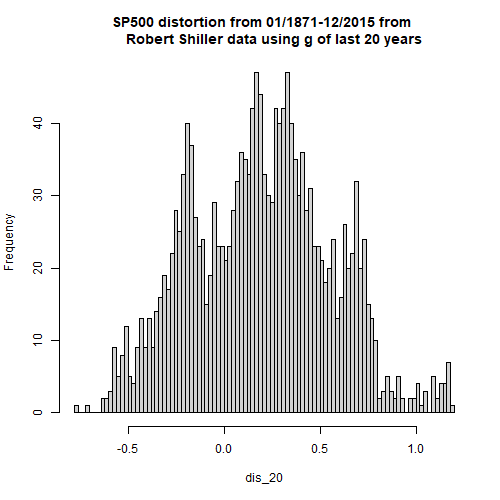 SP500 distortion from 01/1871-12/2015 from
Robert Shiller data using g of last 20 years
Frequency
40
30
20
10
0
-0.5 0.0 0.5 1.0
dis_20